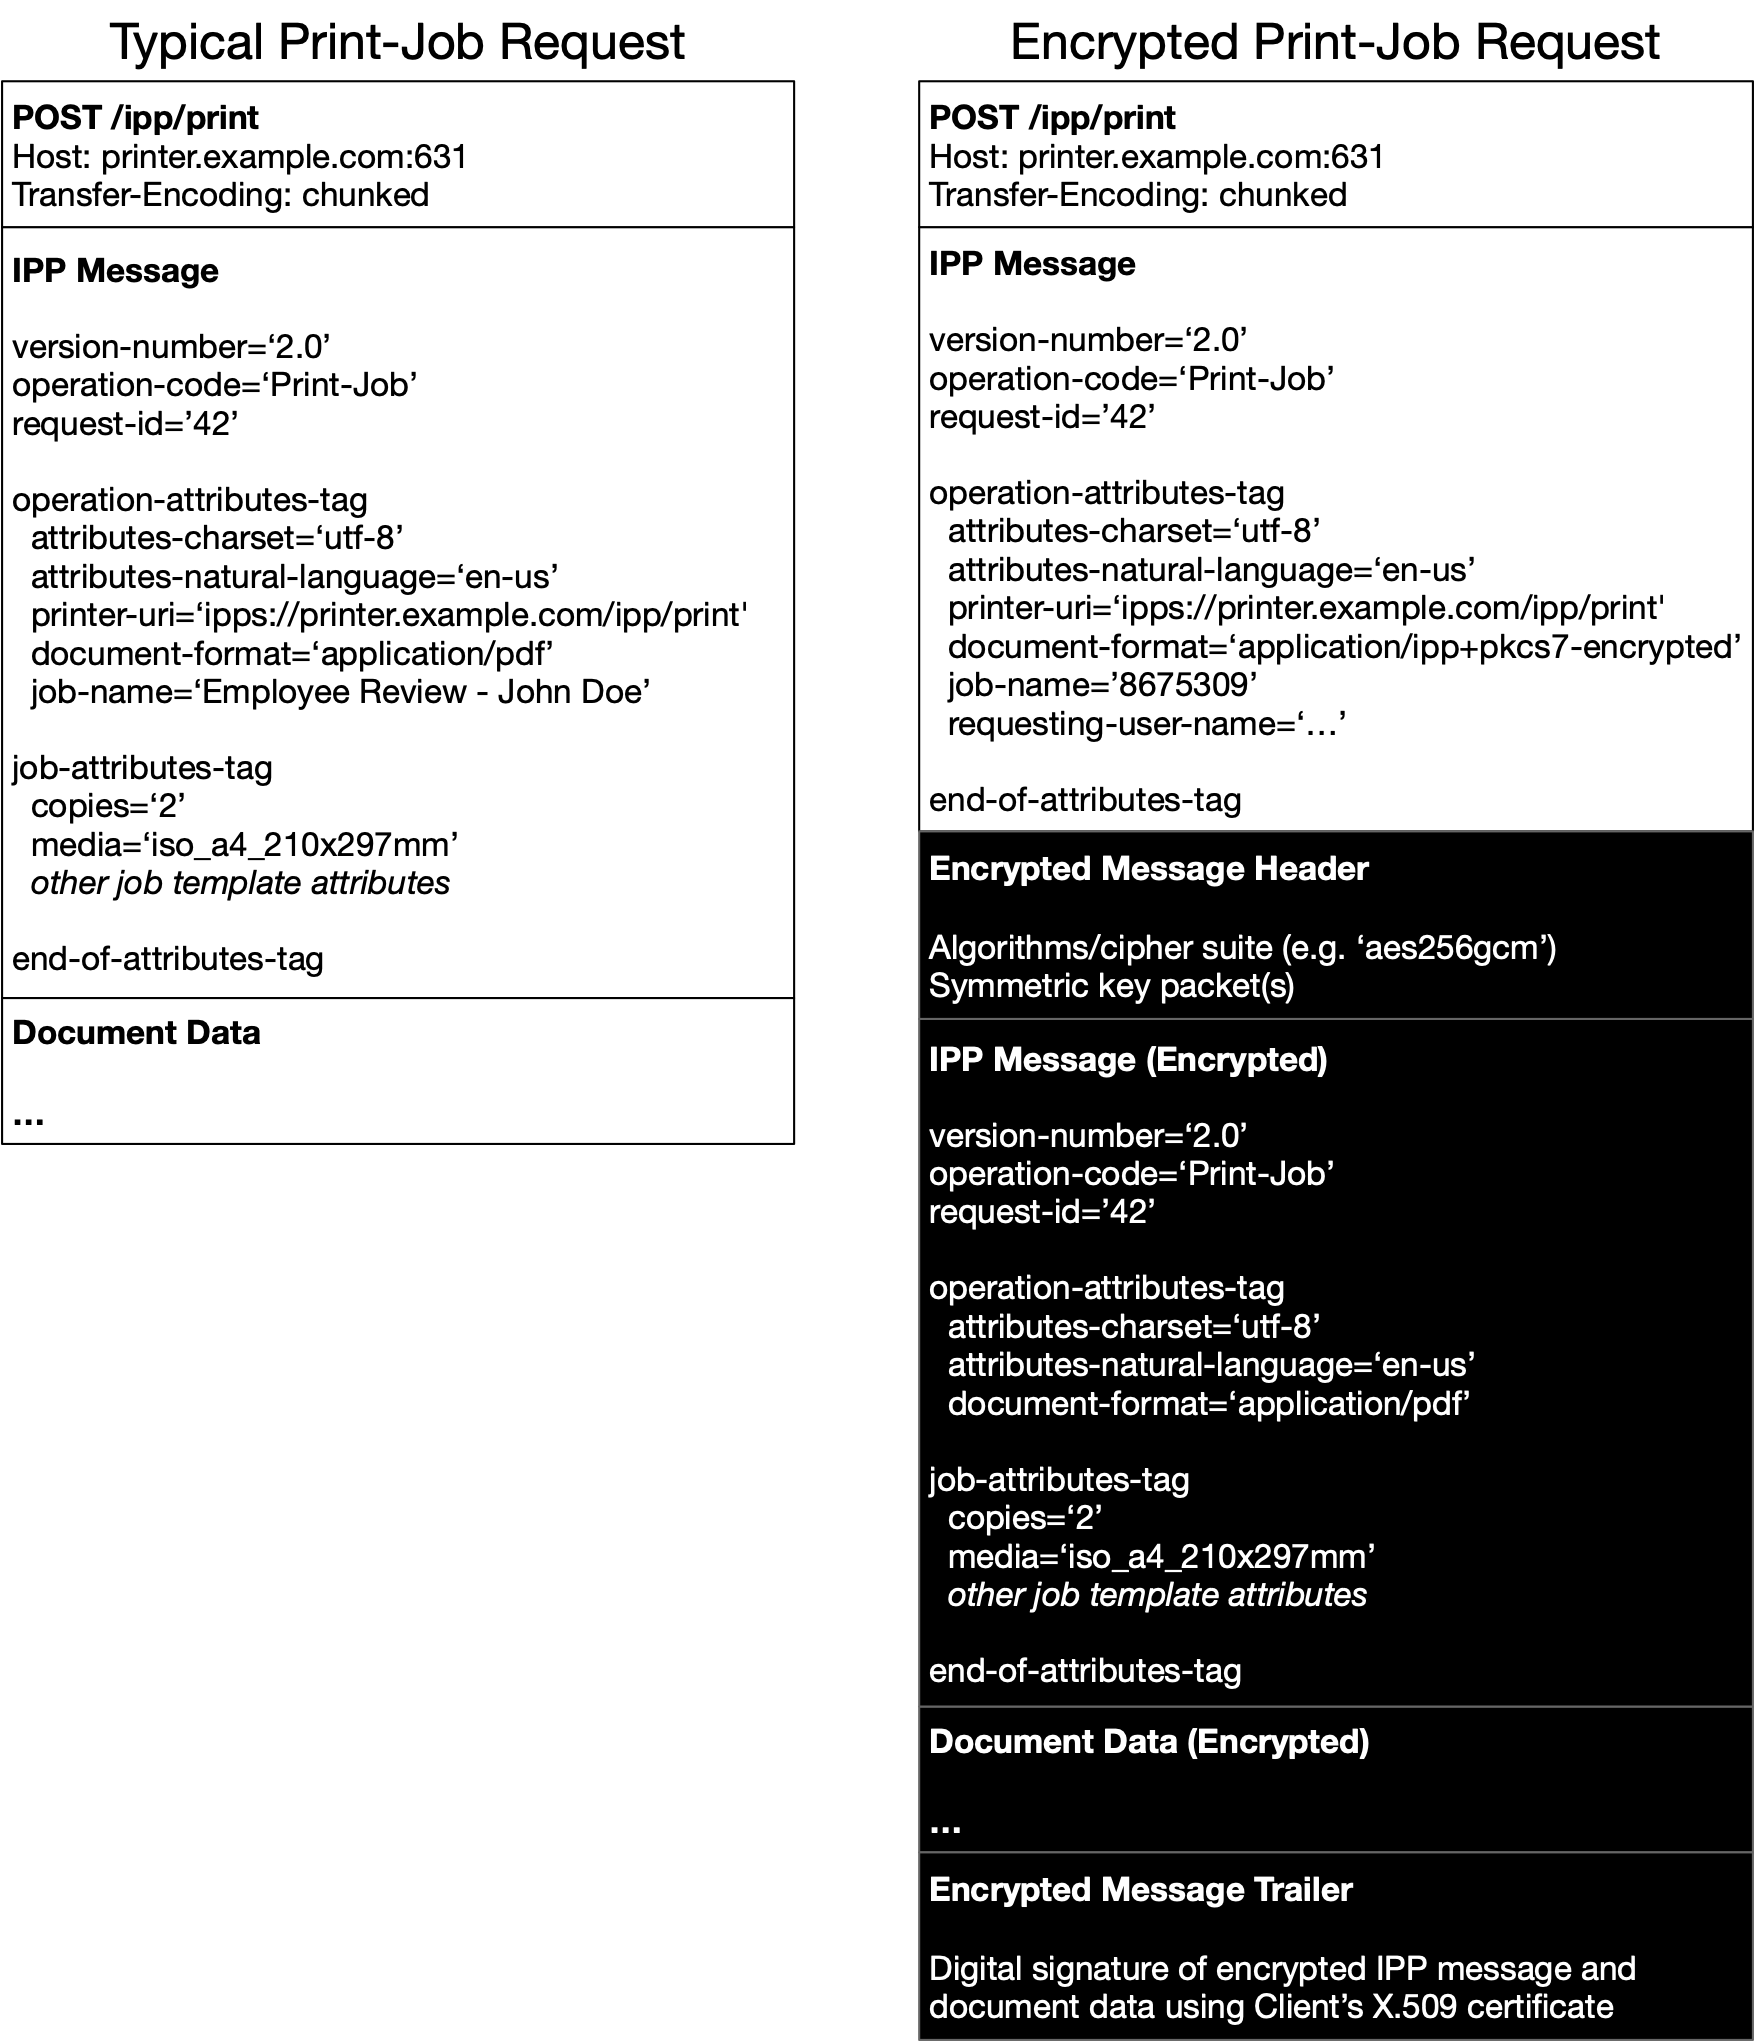 Typical Print-Job Request
POST /ipp/print
Host: printer.example.com:631
Transfer-Encoding: chunked
IPP Message
version-number=‘2.0’
operation-code=‘Print-Job’
request-id=’42’
operation-attributes-tag
attributes-charset=‘utf-8’
attributes-natural-language=‘en-us’
printer-uri=‘ipps://printer.example.com/ipp/print'
document-format=‘application/pdf’
job-name=‘Employee Review - John Doe’
job-attributes-tag
copies=‘2’
media=‘iso_a4_210x297mm’
other job template attributes
end-of-attributes-tag
Document Data
...
Encrypted Print-Job Request
POST /ipp/print
Host: printer.example.com:631
Transfer-Encoding: chunked
IPP Message
version-number=‘2.0’
operation-code=‘Print-Job’
request-id=’42’
operation-attributes-tag
attributes-charset=‘utf-8’
attributes-natural-language=‘en-us’
printer-uri=‘ipps://printer.example.com/ipp/print'
document-format=‘application/ipp+pkcs7-encrypted’
job-name=’8675309’
requesting-user-name=‘…’
end-of-attributes-tag
Encrypted Message Header
Algorithms/cipher suite (e.g. ‘aes256gcm’)
Symmetric key packet(s)
IPP Message (Encrypted)
version-number=‘2.0’
operation-code=‘Print-Job’
request-id=’42’
operation-attributes-tag
attributes-charset=‘utf-8’
attributes-natural-language=‘en-us’
document-format=‘application/pdf’
job-attributes-tag
copies=‘2’
media=‘iso_a4_210x297mm’
other job template attributes
end-of-attributes-tag
Document Data (Encrypted)
...
Encrypted Message Trailer
Digital signature of encrypted IPP message and
document data using Client’s X.509 certificate